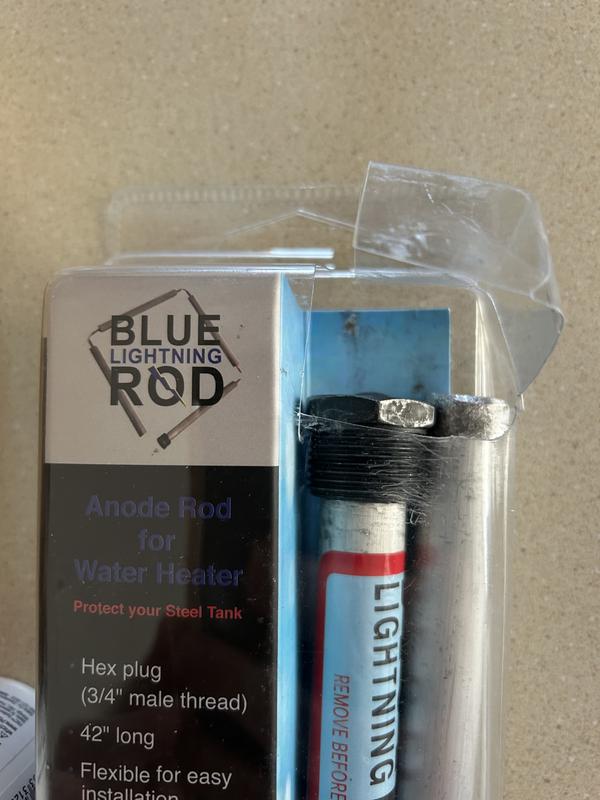 BLUE
LIGHTNING
ROD
Anode Rod
for
Water Heater
Protect your Steel Tank
Hex plug
(3/4" male thread)
42" long
Flexible for easy
installation
LIGHTNING
REMOVE BEFORE